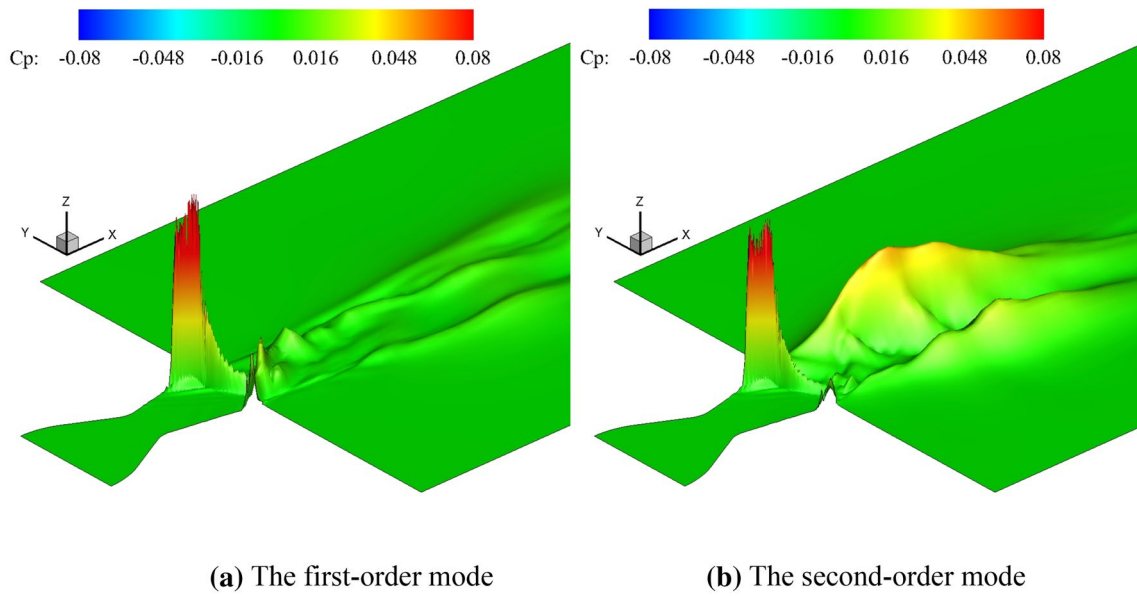 Cp: -0.08 -0.048 -0.016 0.016 0.048 0.08
Z
Y
X
(a) The first-order mode
Cp: -0.08 -0.048 -0.016 0.016 0.048 0.08
Z
Y
X
(b) The second-order mode